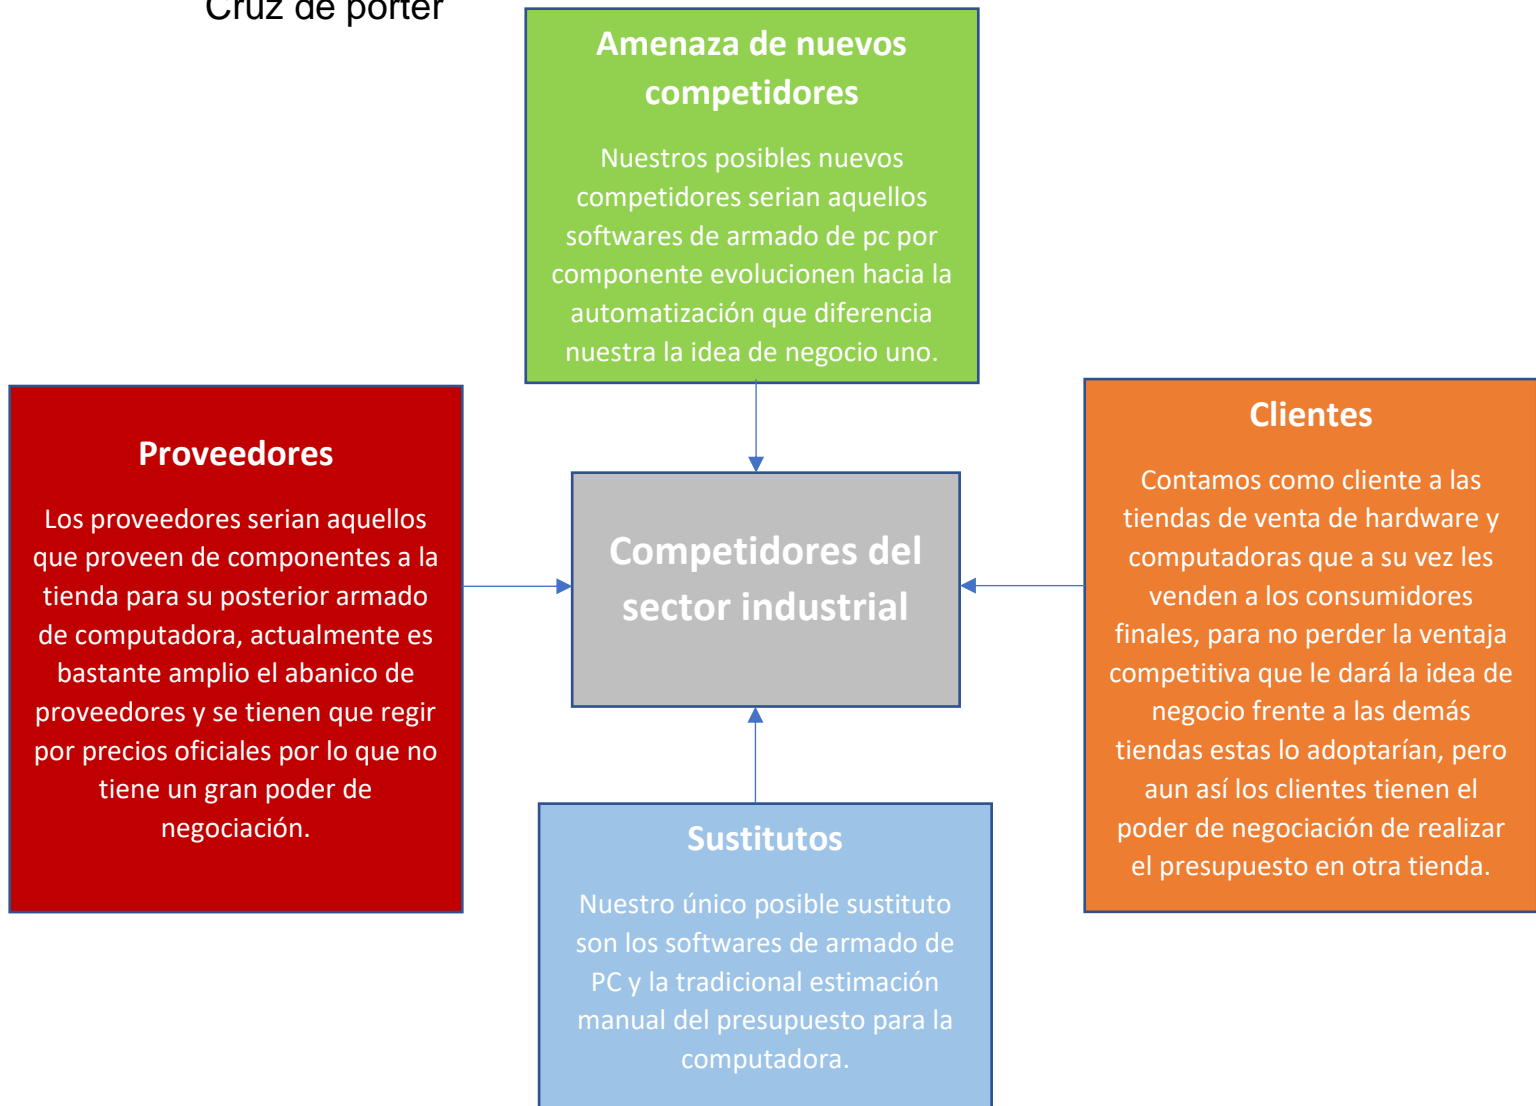 Cruz de porter
Amenaza de nuevos
competidores
Nuestros posibles nuevos
competidores serian aquellos
softwares de armado de pc por
componente evolucionen hacia la
automatización que diferencia
nuestra la idea de negocio uno.
Proveedores
Los proveedores serian aquellos
que proveen de componentes a la
tienda para su posterior armado
de computadora, actualmente es
bastante amplio el abanico de
proveedores y se tienen que regir
por precios oficiales por lo que no
tiene un gran poder de
negociación.
Competidores del
sector industrial
Clientes
Contamos como cliente a las
tiendas de venta de hardware y
computadoras que a su vez les
venden a los consumidores
finales, para no perder la ventaja
competitiva que le dará la idea de
negocio frente a las demás
tiendas estas lo adoptarían, pero
aun así los clientes tienen el
poder de negociación de realizar
el presupuesto en otra tienda.
Sustitutos
Nuestro único posible sustituto
son los softwares de armado de
PC y la tradicional estimación
manual del presupuesto para la
computadora.